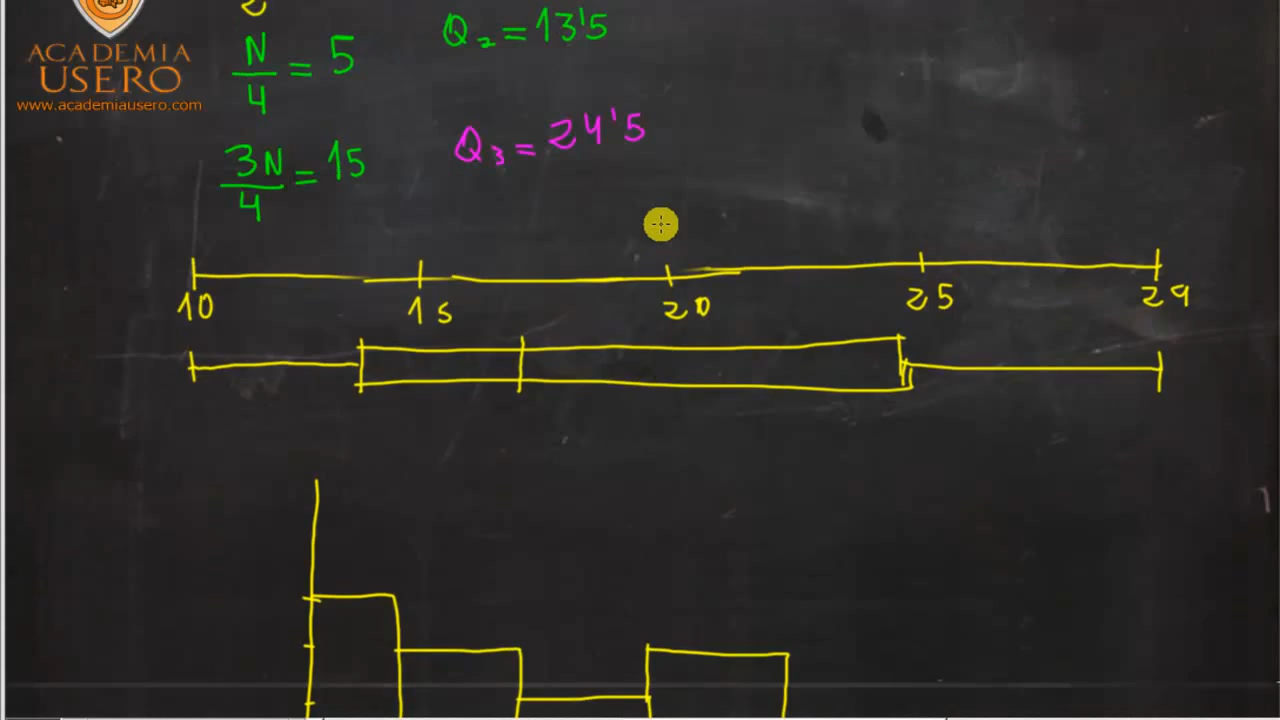 ACADEMIA
USERO
www.academiausero.com
2
N/4 = 5
Q₂ = 13'5
3N/4 = 15
Q₃ = 24'5
10 15 20 25 29